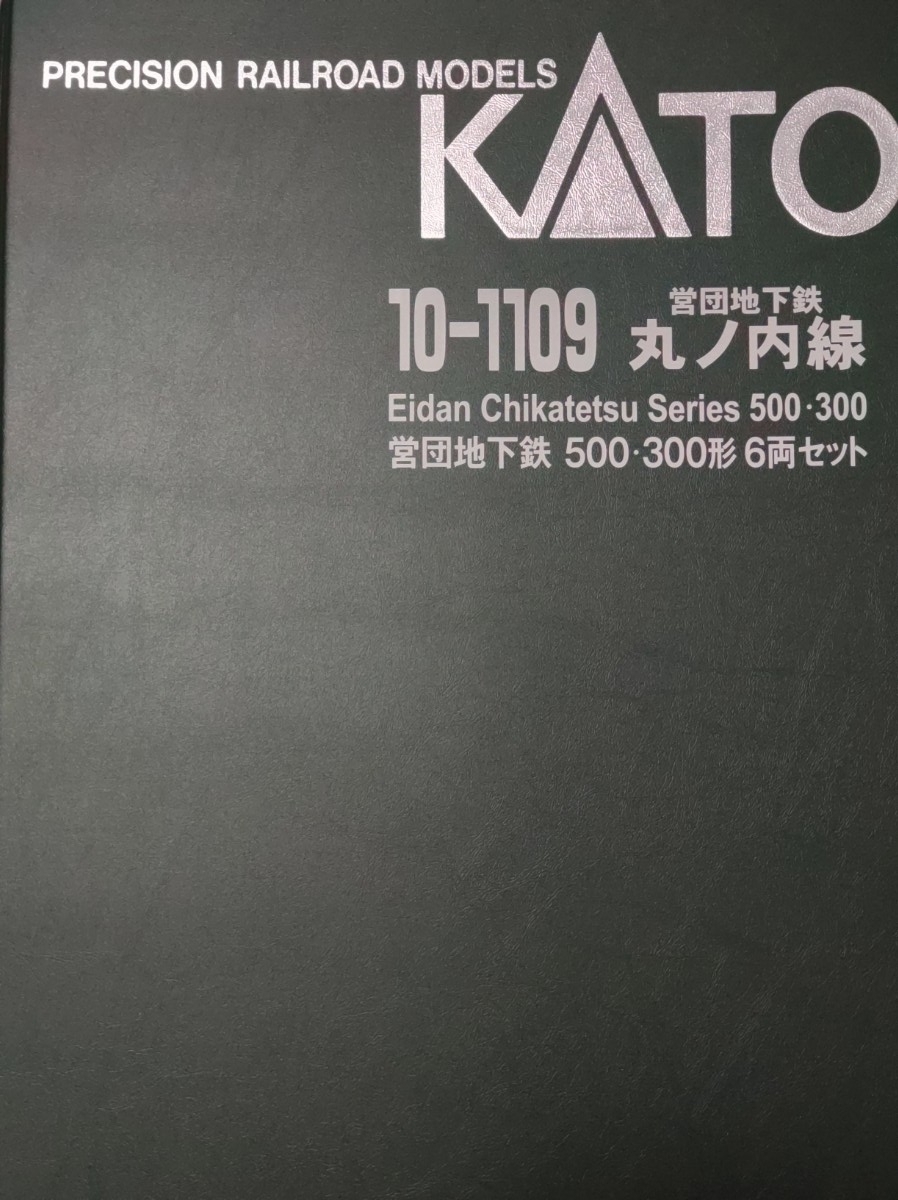 PRECISION RAILROAD MODELS
KATO
10-1109
営団地下鉄
丸ノ内線
Eidan Chikatetsu Series 500・300
営団地下鉄 500・300形 6両セット